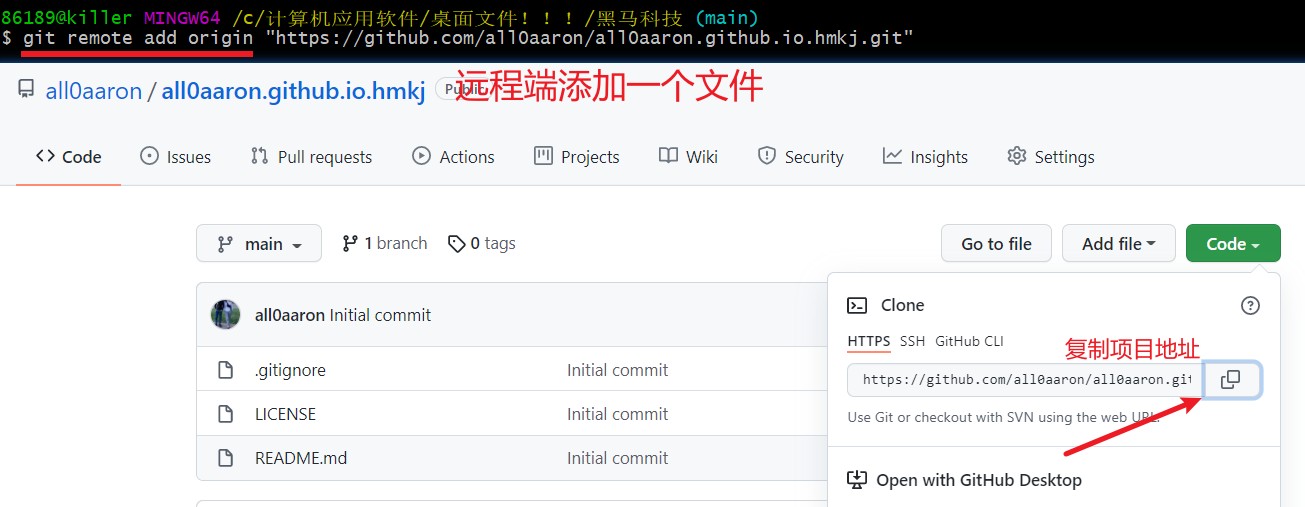 86189@killer MINGW64 /c/计算机应用软件/桌面文件！！！/黑马科技 (main)
$ git remote add origin "https://github.com/all0aaron/all0aaron.github.io.hmkj.git"
all0aaron / all0aaron.github.io.hmkj Public
远程端添加一个文件
Code Issues Pull requests Actions Projects Wiki Security Insights Settings
main 1 branch 0 tags Go to file Add file Code
all0aaron Initial commit
.gitignore Initial commit
LICENSE Initial commit
README.md Initial commit
Clone
HTTPS SSH GitHub CLI
复制项目地址
https://github.com/all0aaron/all0aaron.git
Use Git or checkout with SVN using the web URL.
Open with GitHub Desktop